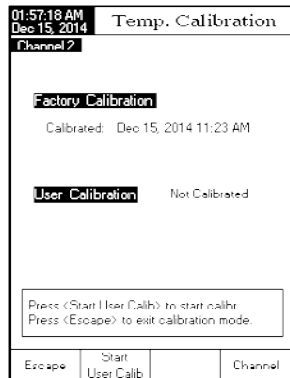 01:57:18 AM
Dec 15, 2014
Temp. Calibration
Channel 2
Factory Calibration
Calibrated: Dec 15, 2014 11:23 AM
User Calibration Not Calibrated
Press <Start User Calib> to start calibr.
Press <Escape> to exit calibration mode.
Escape
Start
User Calib
Channel